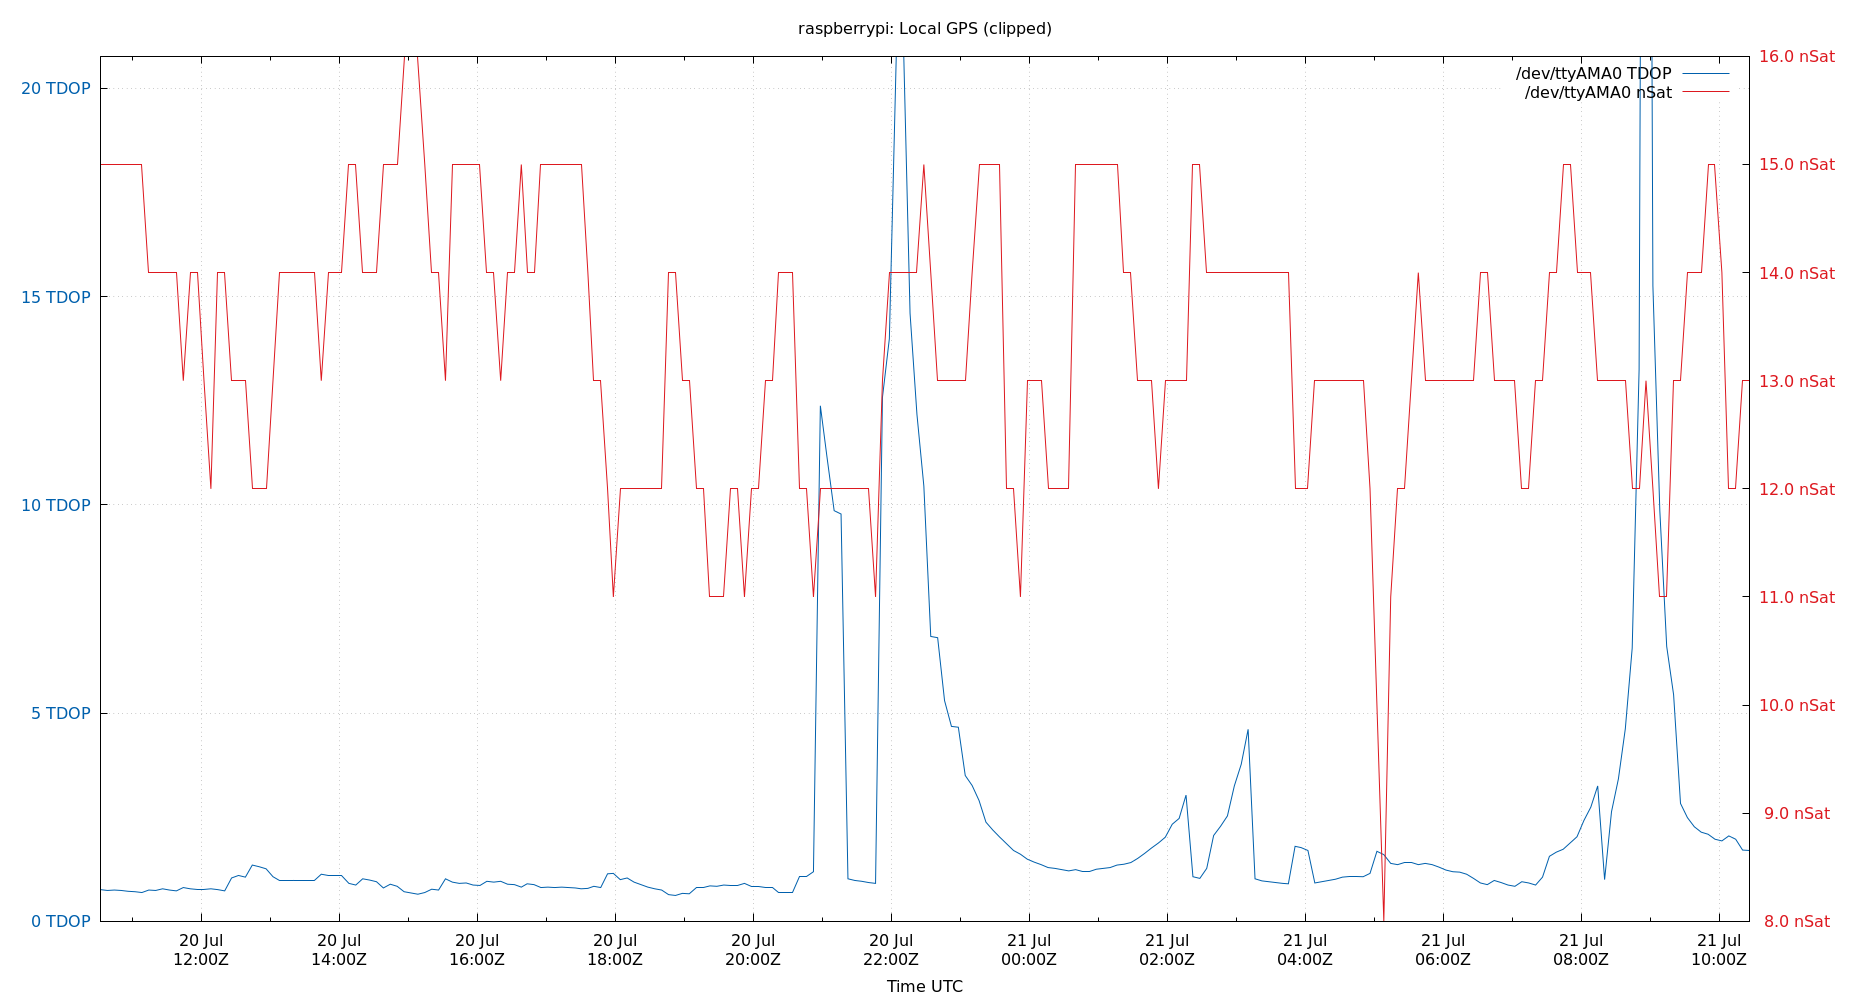 raspberrypi: Local GPS (clipped)
16.0 nSat
/dev/ttyAMA0 TDOP
/dev/ttyAMA0 nSat
20 TDOP
15.0 nSat
14.0 nSat
15 TDOP
13.0 nSat
12.0 nSat
10 TDOP
11.0 nSat
10.0 nSat
5 TDOP
9.0 nSat
0 TDOP
8.0 nSat
20 Jul 20 Jul 20 Jul 20 Jul 20 Jul 20 Jul 21 Jul 21 Jul 21 Jul 21 Jul 21 Jul 21 Jul
12:00Z 14:00Z 16:00Z 18:00Z 20:00Z 22:00Z 00:00Z 02:00Z 04:00Z 06:00Z 08:00Z 10:00Z
Time UTC